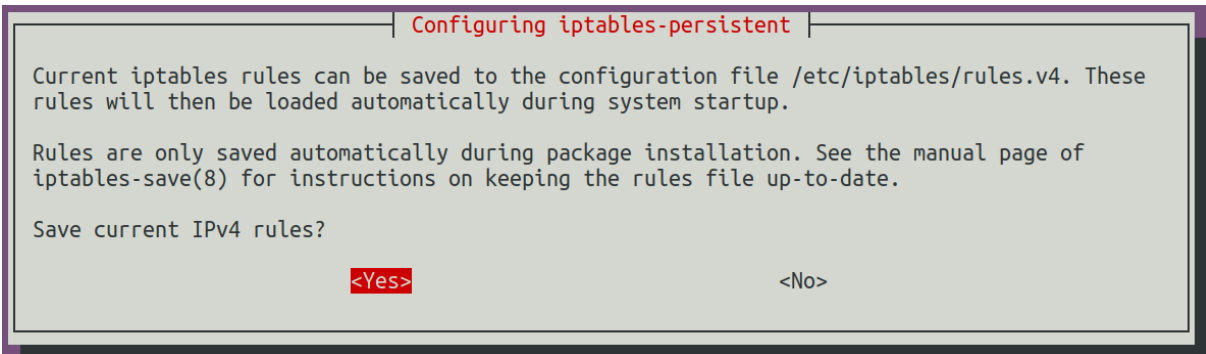 Configuring iptables-persistent
Current iptables rules can be saved to the configuration file /etc/iptables/rules.v4. These
rules will then be loaded automatically during system startup.
Rules are only saved automatically during package installation. See the manual page of
iptables-save(8) for instructions on keeping the rules file up-to-date.
Save current IPv4 rules?
<Yes> <No>